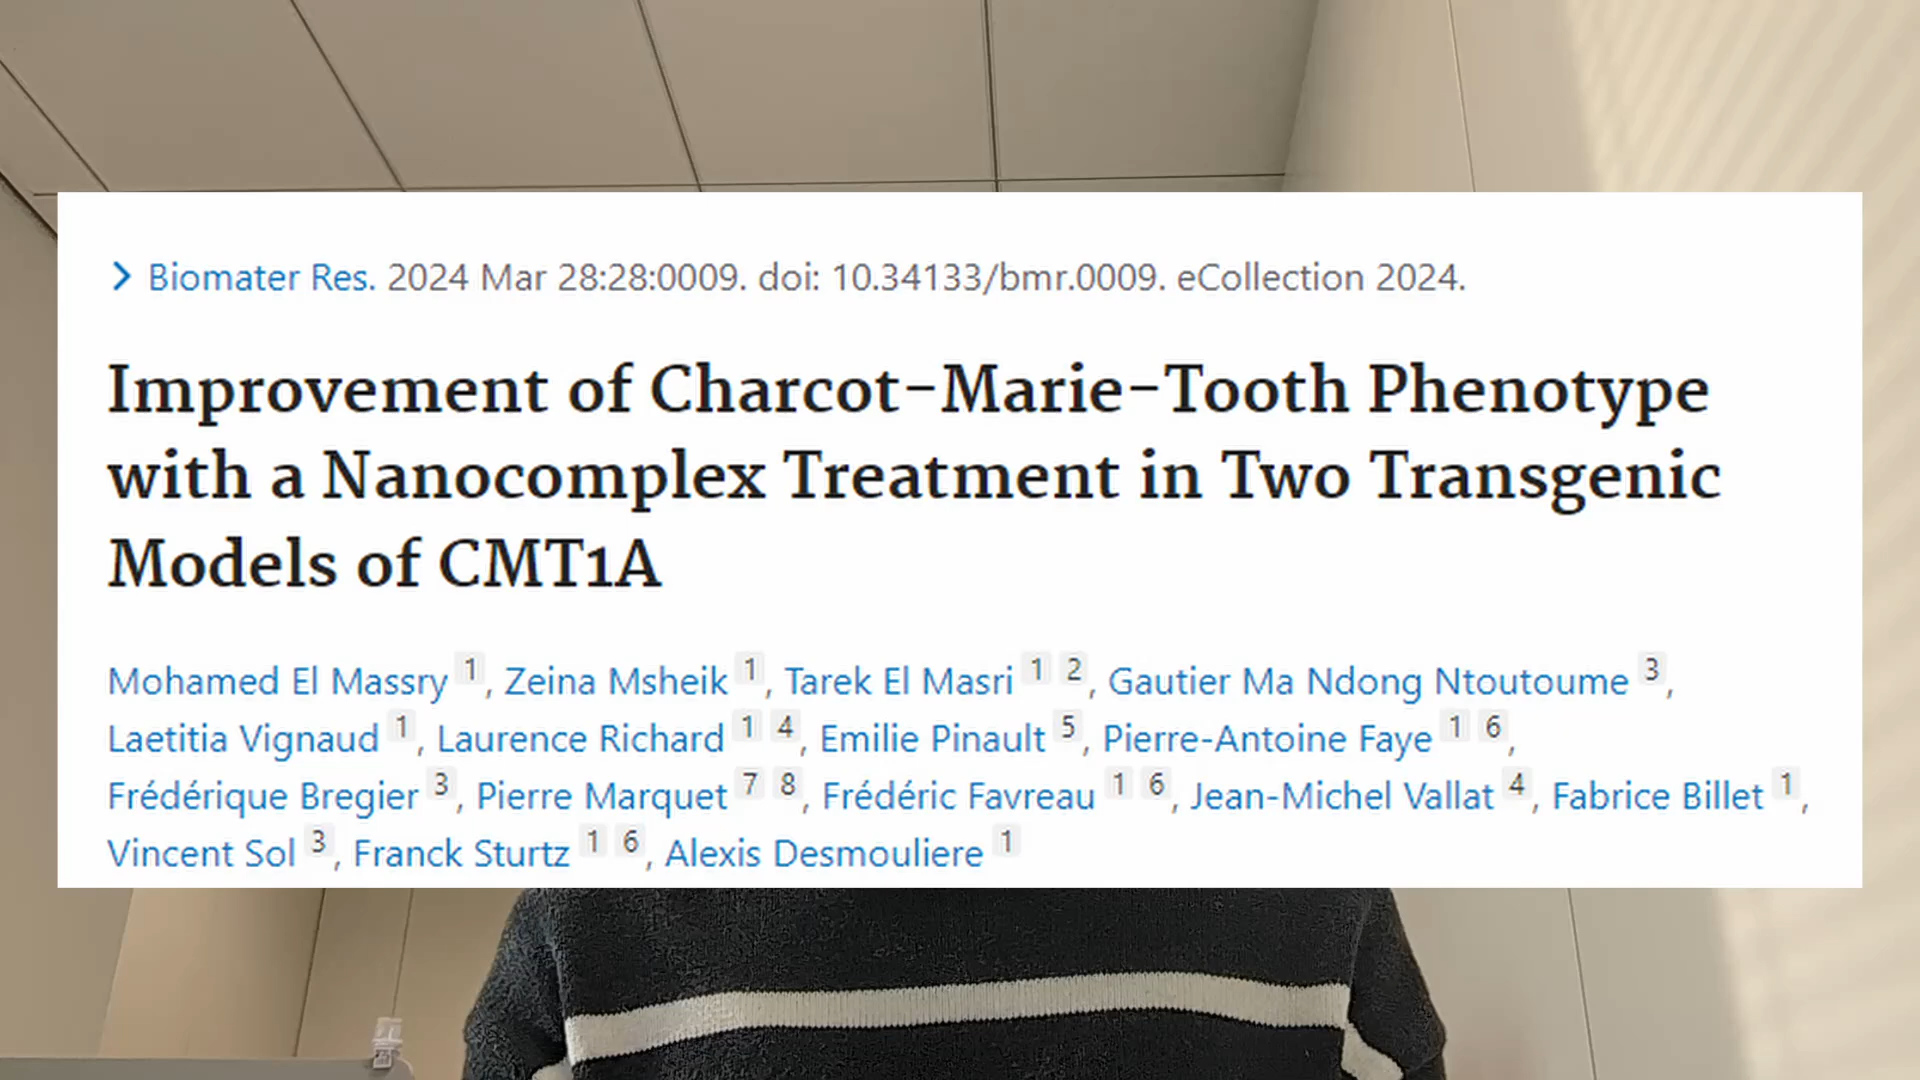 > Biomater Res. 2024 Mar 28:28:0009. doi: 10.34133/bmr.0009. eCollection 2024.
Improvement of Charcot-Marie-Tooth Phenotype
with a Nanocomplex Treatment in Two Transgenic
Models of CMT1A
Mohamed El Massry 1, Zeina Msheik 1, Tarek El Masri 1 2, Gautier Ma Ndong Ntoutoume 3,
Laetitia Vignaud 1, Laurence Richard 1 4, Emilie Pinault 5, Pierre-Antoine Faye 1 6,
Frédérique Bregier 3, Pierre Marquet 7 8, Frédéric Favreau 1 6, Jean-Michel Vallat 4, Fabrice Billet 1,
Vincent Sol 3, Franck Sturtz 1 6, Alexis Desmouliere 1